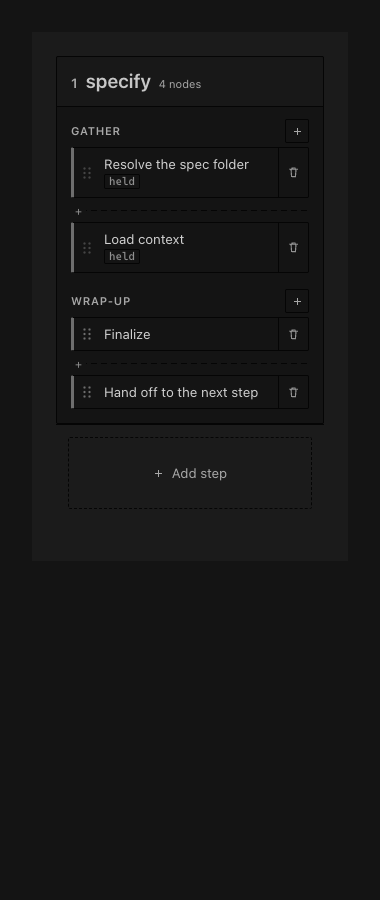 1 specify 4 nodes
GATHER +
Resolve the spec folder
held
+
Load context
held
WRAP-UP +
Finalize
+
Hand off to the next step
+ Add step